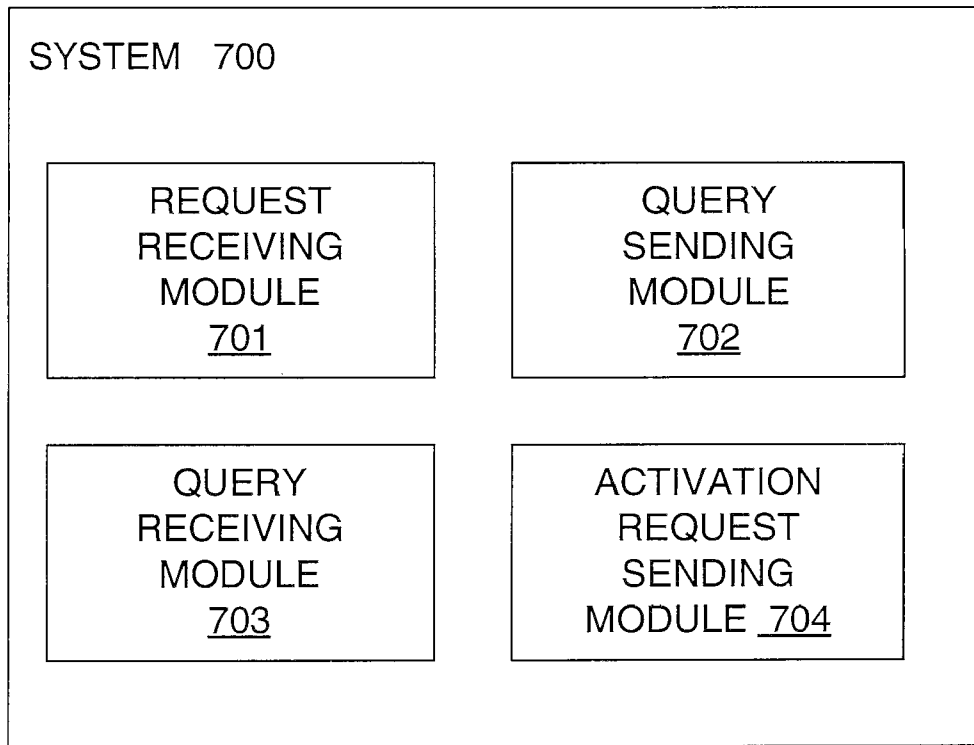 SYSTEM 700
REQUEST
RECEIVING
MODULE
701
QUERY
SENDING
MODULE
702
QUERY
RECEIVING
MODULE
703
ACTIVATION
REQUEST
SENDING
MODULE 704